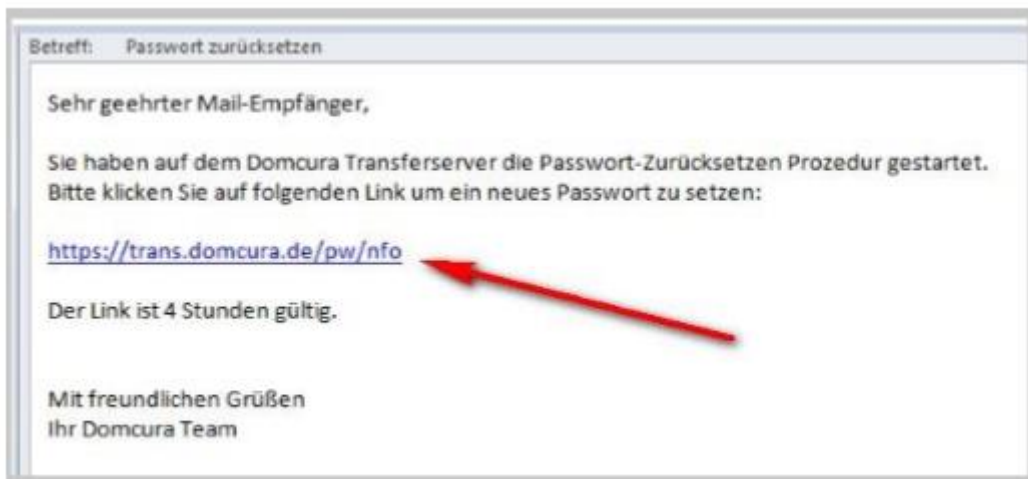 Betreff: Passwort zurücksetzen
Sehr geehrter Mail-Empfänger,
Sie haben auf dem Domcura Transferserver die Passwort-Zurücksetzen Prozedur gestartet.
Bitte klicken Sie auf folgenden Link um ein neues Passwort zu setzen:
https://trans.domcura.de/pw/nfo
Der Link ist 4 Stunden gültig.
Mit freundlichen Grüßen
Ihr Domcura Team